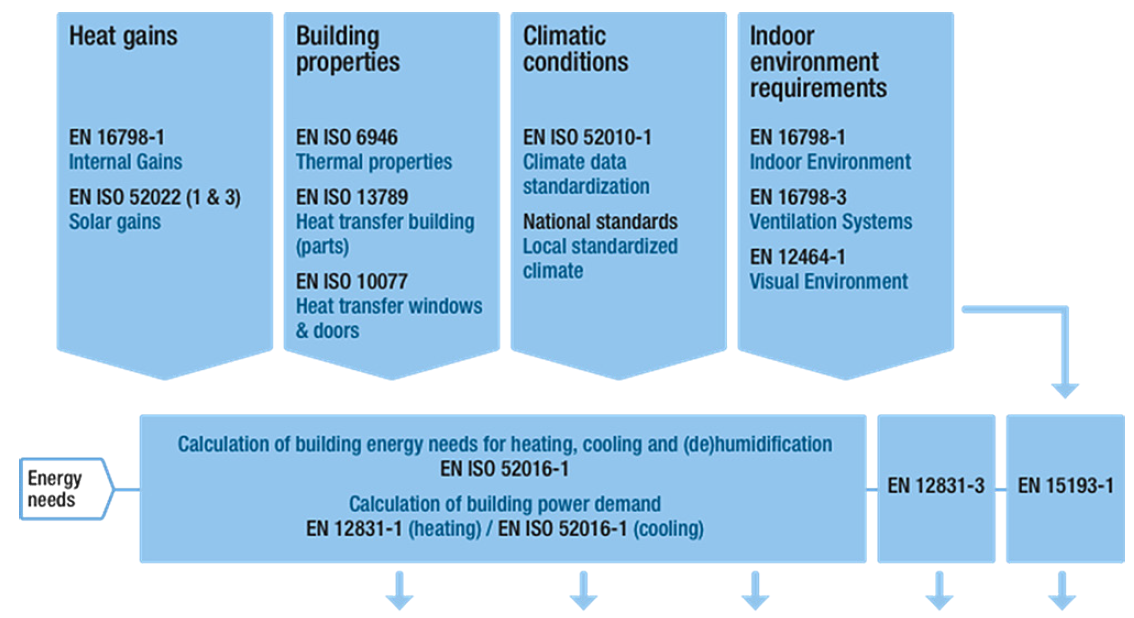 Heat gains
EN 16798-1
Internal Gains
EN ISO 52022 (1 & 3)
Solar gains
Building
properties
EN ISO 6946
Thermal properties
EN ISO 13789
Heat transfer building
(parts)
EN ISO 10077
Heat transfer windows
& doors
Climatic
conditions
EN ISO 52010-1
Climate data
standardization
National standards
Local standardized
climate
Indoor
environment
requirements
EN 16798-1
Indoor Environment
EN 16798-3
Ventilation Systems
EN 12464-1
Visual Environment
Energy
needs
Calculation of building energy needs for heating, cooling and (de)humidification
EN ISO 52016-1
Calculation of building power demand
EN 12831-1 (heating) / EN ISO 52016-1 (cooling)
EN 12831-3
EN 15193-1